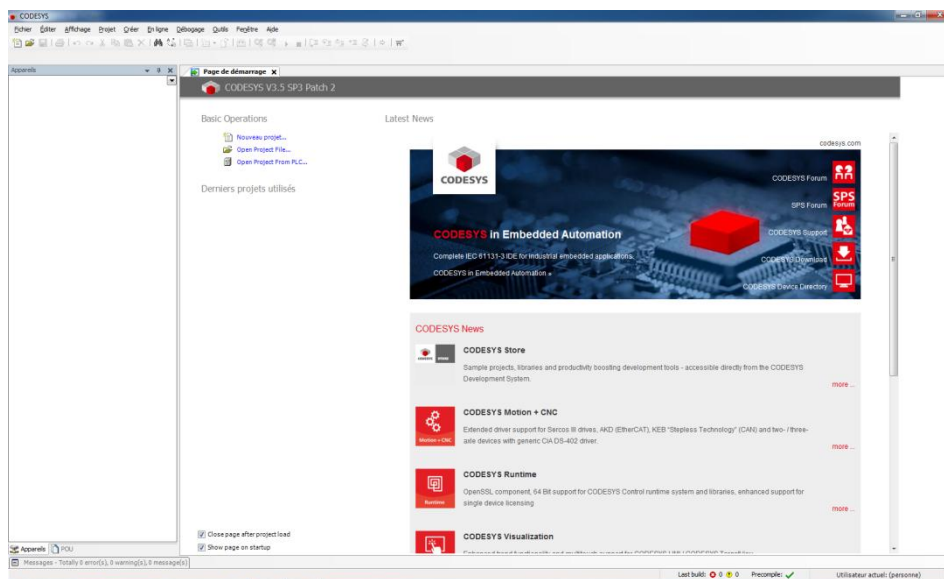 CODESYS
Fichier Éditer Affichage Projet Créer En ligne Débogage Outils Fenêtre Aide
Appareils
Page de démarrage X
CODESYS V3.5 SP3 Patch 2
Basic Operations
Nouveau projet...
Open Project File...
Open Project From PLC...
Derniers projets utilisés
Latest News
codesys.com
CODESYS
CODESYS Forum
SPS Forum
SPS Forum
CODESYS Support
CODESYS Download
CODESYS Device Directory
CODESYS in Embedded Automation
Complete IEC 61131-3 IDE for industrial embedded applications.
CODESYS in Embedded Automation »
CODESYS News
CODESYS Store
Sample projects, libraries and productivity boosting development tools - accessible directly from the CODESYS
Development System.
more ...
CODESYS Motion + CNC
Motion + CNC
Extended driver support for Sercos III drives, AKD (EtherCAT), KEB "Stepless Technology" (CAN) and two- / three-
axle devices with generic CiA DS-402 driver.
more ...
CODESYS Runtime
Runtime
OpenSSL component, 64 Bit support for CODESYS Control runtime system and libraries, enhanced support for
single device licensing
more ...
CODESYS Visualization
Close page after project load
Show page on startup
Appareils POU
Messages - Totally 0 error(s), 0 warning(s), 0 message(s)
Last build: 0 0 Precompile: Utilisateur actuel: (personne)